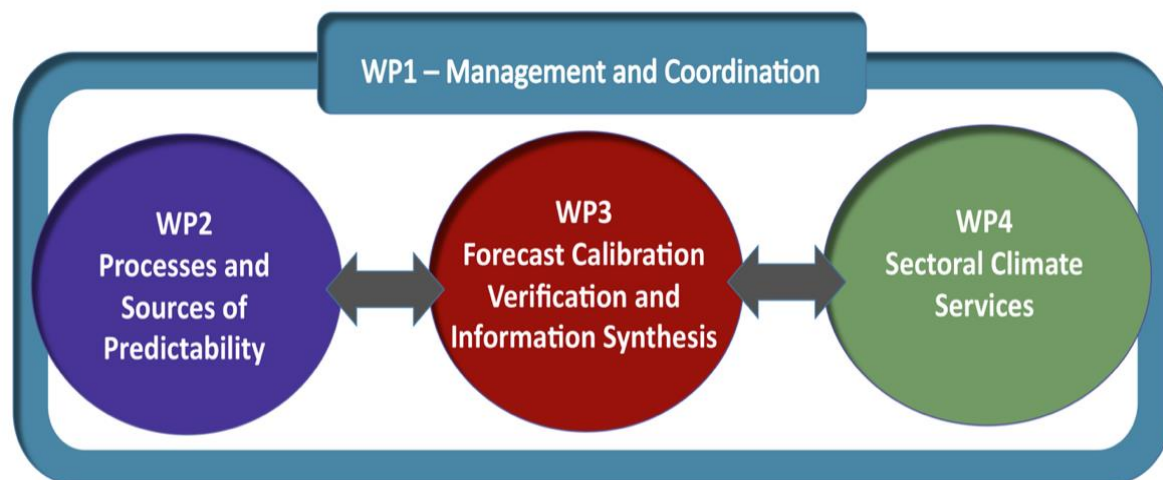 WP1 – Management and Coordination
WP2
Processes and
Sources of
Predictability
WP3
Forecast Calibration
Verification and
Information Synthesis
WP4
Sectoral Climate
Services